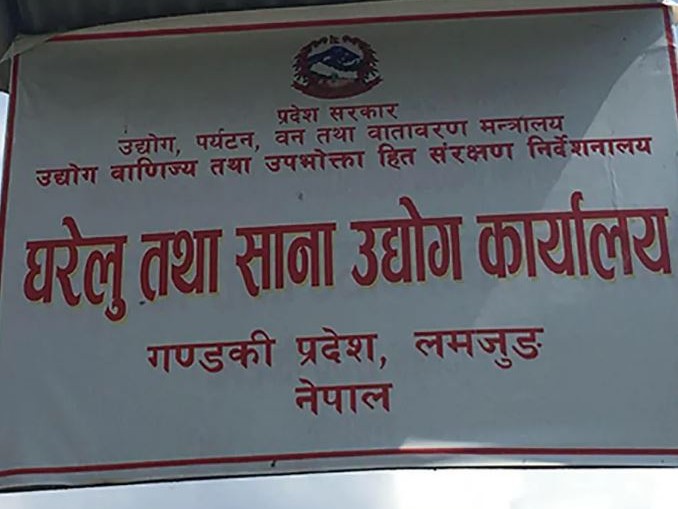 प्रदेश सरकार
उद्योग, पर्यटन, वन तथा वातावरण मन्त्रालय
उद्योग वाणिज्य तथा उपभोक्ता हित संरक्षण निर्देशनालय
घरेलु तथा साना उद्योग कार्यालय
गण्डकी प्रदेश, लमजुङ
नेपाल